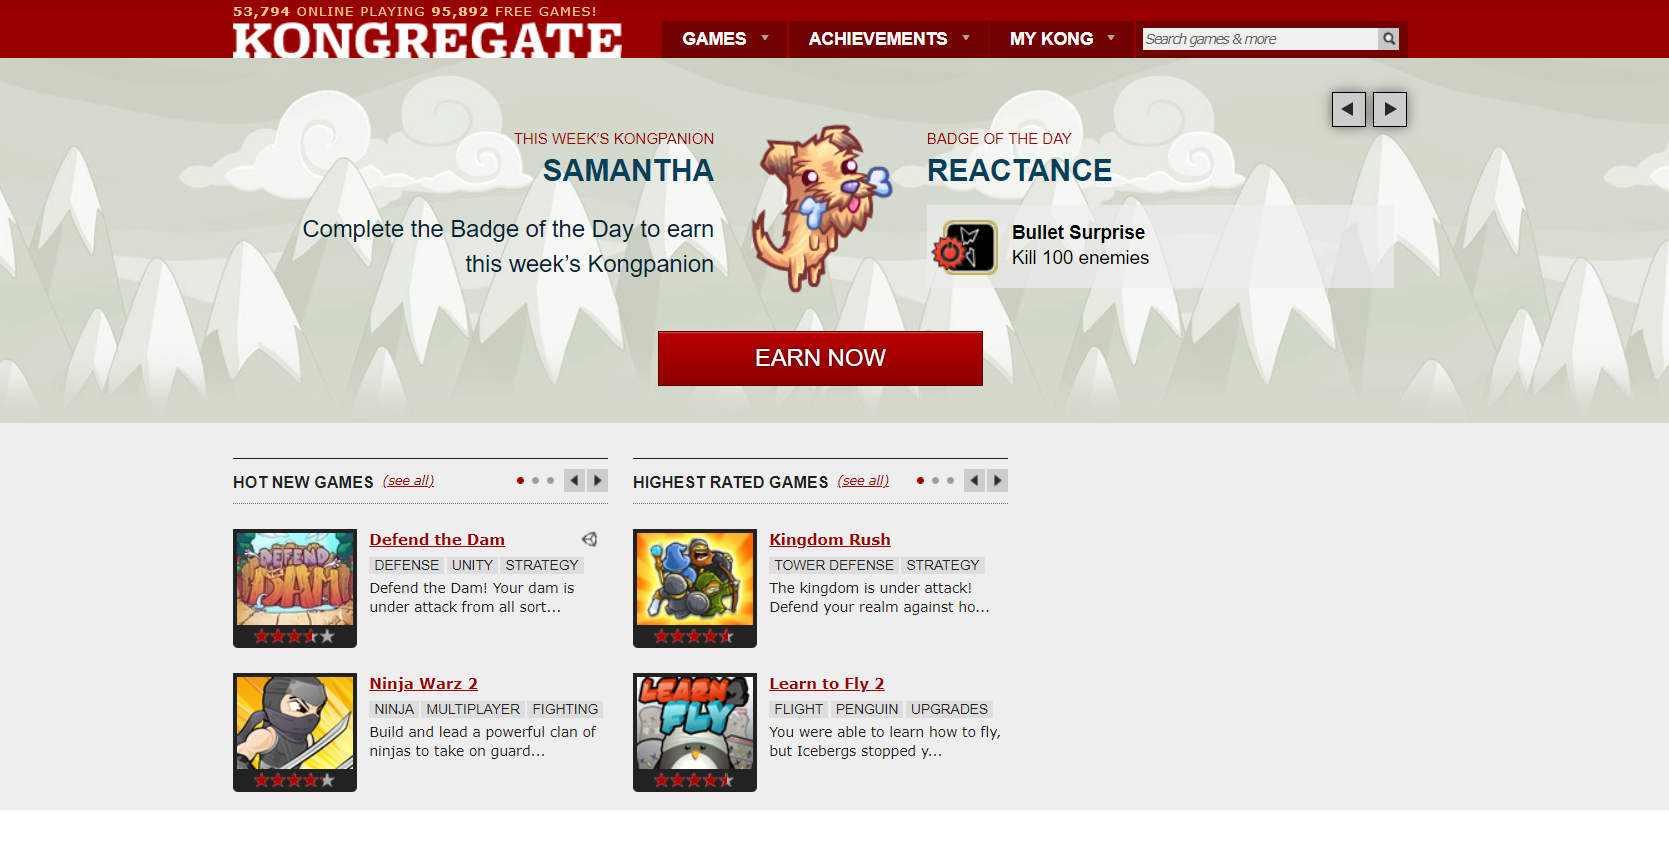 53,794 ONLINE PLAYING 95,892 FREE GAMES!
KONGREGATE
GAMES
ACHIEVEMENTS
MY KONG
Search games & more
THIS WEEK’S KONGPANION
SAMANTHA
Complete the Badge of the Day to earn
this week’s Kongpanion
BADGE OF THE DAY
REACTANCE
Bullet Surprise
Kill 100 enemies
EARN NOW
HOT NEW GAMES (see all)
DEFEND
THE
DAM
Defend the Dam
DEFENSE UNITY STRATEGY
Defend the Dam! Your dam is
under attack from all sort...
Ninja Warz 2
NINJA MULTIPLAYER FIGHTING
Build and lead a powerful clan of
ninjas to take on guard...
HIGHEST RATED GAMES (see all)
Kingdom Rush
TOWER DEFENSE STRATEGY
The kingdom is under attack!
Defend your realm against ho...
LEARN 2
FLY
Learn to Fly 2
FLIGHT PENGUIN UPGRADES
You were able to learn how to fly,
but Icebergs stopped y...